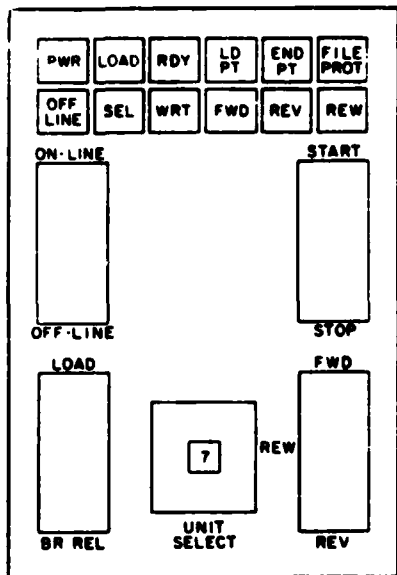 PWR LOAD RDY LD PT END PT FILE PROT
OFF LINE SEL WRT FWD REV REW
ON-LINE START
OFF-LINE STOP
LOAD FWD
7 REW
UNIT SELECT
BR REL REV